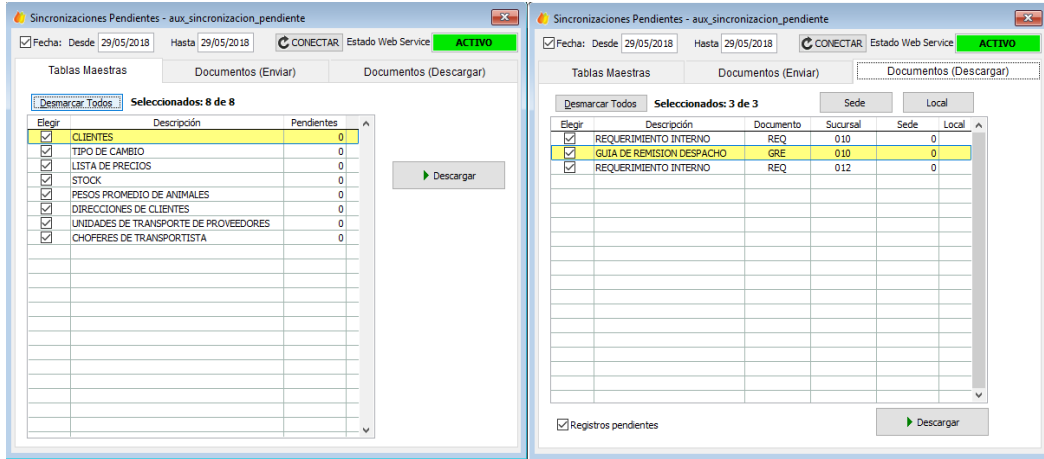 Sincronizaciones Pendientes - aux_sincronizacion_pendiente
Fecha: Desde 29/05/2018 Hasta 29/05/2018 CONECTAR Estado Web Service ACTIVO
Tablas Maestras Documentos (Enviar) Documentos (Descargar)
Desmarcar Todos Seleccionados: 8 de 8
Elegir Descripción Pendientes
CLIENTES 0
TIPO DE CAMBIO 0
LISTA DE PRECIOS 0
STOCK 0
PESOS PROMEDIO DE ANIMALES 0
DIRECCIONES DE CLIENTES 0
UNIDADES DE TRANSPORTE DE PROVEEDORES 0
CHOFERES DE TRANSPORTISTA 0
Descargar
Sincronizaciones Pendientes - aux_sincronizacion_pendiente
Fecha: Desde 29/05/2018 Hasta 29/05/2018 CONECTAR Estado Web Service ACTIVO
Tablas Maestras Documentos (Enviar) Documentos (Descargar)
Desmarcar Todos Seleccionados: 3 de 3 Sede Local
Elegir Descripción Documento Sucursal Sede Local
REQUERIMIENTO INTERNO REQ 010 0
GUIA DE REMISION DESPACHO GRE 010 0
REQUERIMIENTO INTERNO REQ 012 0
Registros pendientes Descargar